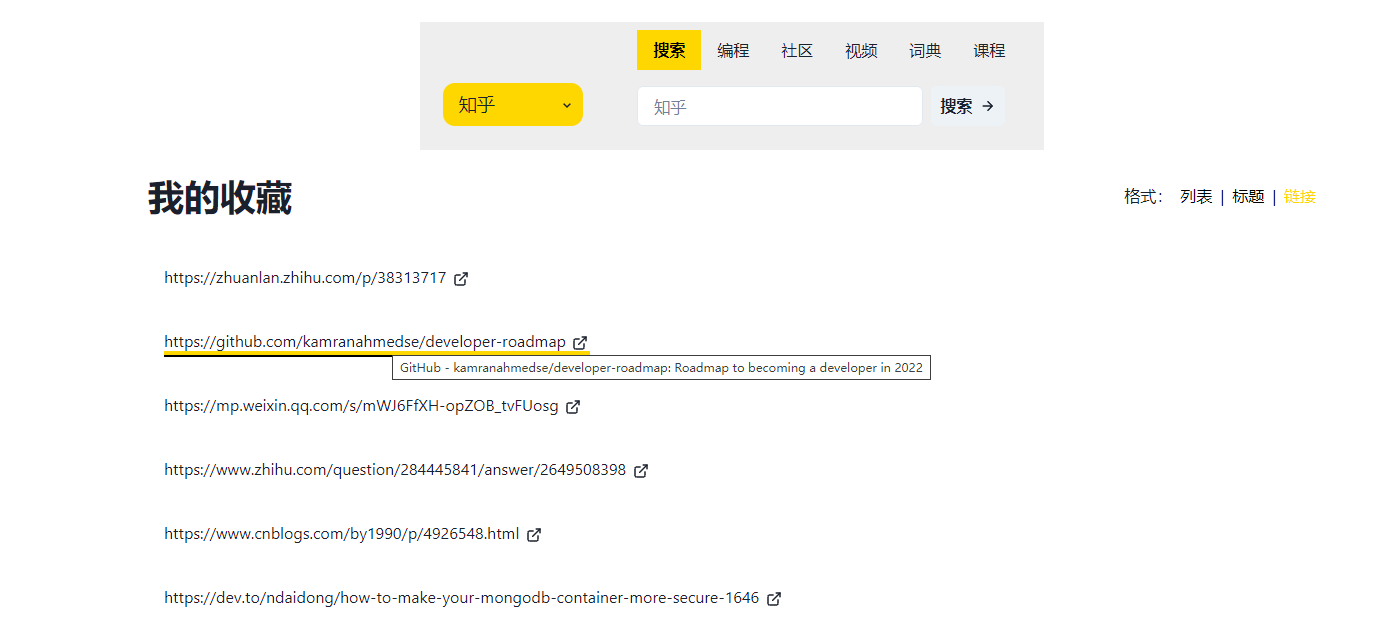 搜索 编程 社区 视频 词典 课程
知乎 知乎 搜索 →
我的收藏
格式： 列表 | 标题 | 链接
https://zhuanlan.zhihu.com/p/38313717
https://github.com/kamranahmedse/developer-roadmap
GitHub - kamranahmedse/developer-roadmap: Roadmap to becoming a developer in 2022
https://mp.weixin.qq.com/s/mWJ6FfXH-opZOB_tvFUosg
https://www.zhihu.com/question/284445841/answer/2649508398
https://www.cnblogs.com/by1990/p/4926548.html
https://dev.to/ndaidong/how-to-make-your-mongodb-container-more-secure-1646